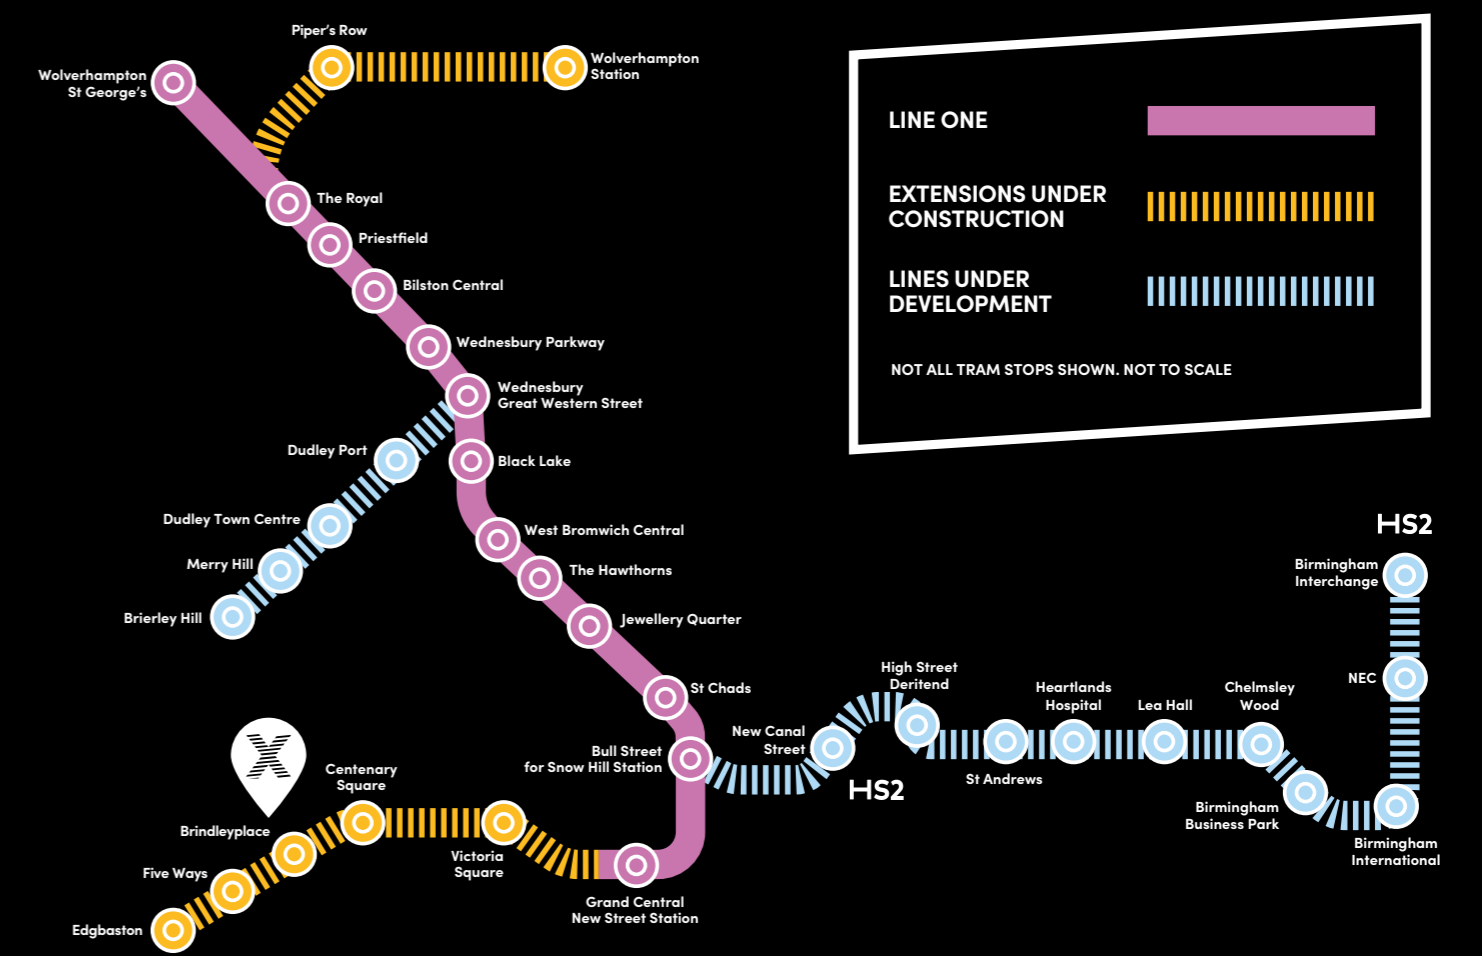 Piper's Row
Wolverhampton
Station
Wolverhampton
St George's
The Royal
Priestfield
Bilston Central
Wednesbury Parkway
Wednesbury
Great Western Street
Dudley Port
Black Lake
Dudley Town Centre
West Bromwich Central
Merry Hill
The Hawthorns
Brierley Hill
Jewellery Quarter
St Chads
Bull Street
for Snow Hill Station
New Canal
Street
HS2
High Street
Deritend
St Andrews
Heartlands
Hospital
Lea Hall
Chelmsley
Wood
Birmingham
Business Park
Birmingham
International
NEC
Birmingham
Interchange
HS2
X
Centenary
Square
Brindleyplace
Five Ways
Edgbaston
Victoria
Square
Grand Central
New Street Station
LINE ONE
EXTENSIONS UNDER
CONSTRUCTION
LINES UNDER
DEVELOPMENT
NOT ALL TRAM STOPS SHOWN. NOT TO SCALE